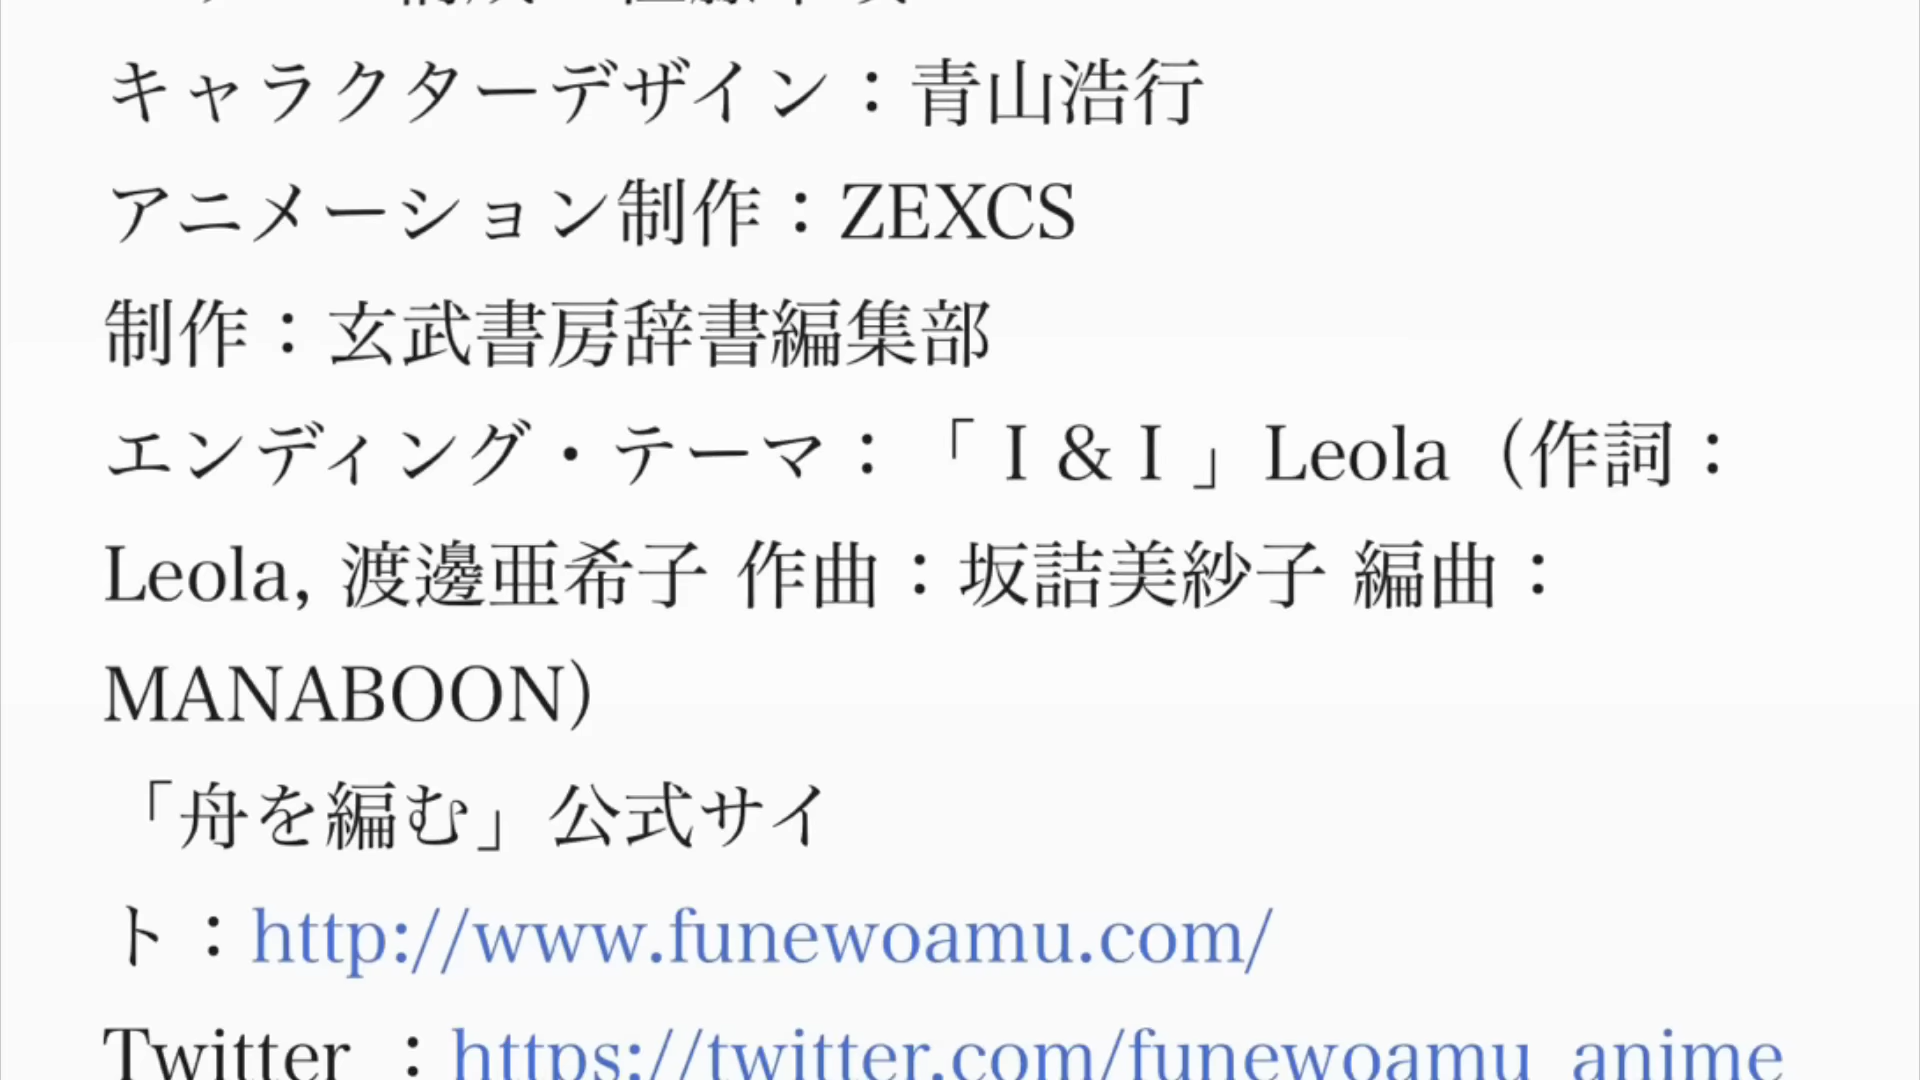 キャラクターデザイン：青山浩行
アニメーション制作：ZEXCS
制作：玄武書房辞書編集部
エンディング・テーマ：「I & I」Leola（作詞：
Leola, 渡邊亜希子 作曲：坂詰美紗子 編曲：
MANABOON)
「舟を編む」公式サイ
ト：http://www.funewoamu.com/
Twitter ：https://twitter.com/funewoamu_anime